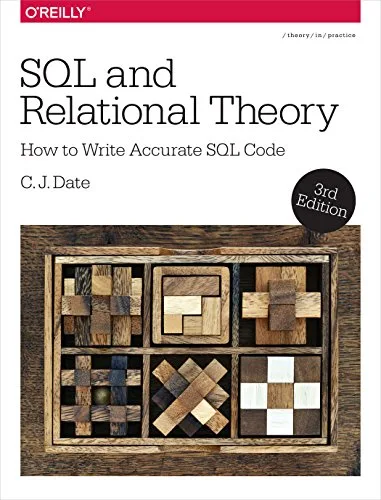 O'REILLY®
/theory/in/practice
SQL and
Relational Theory
How to Write Accurate SQL Code
C. J. Date
3rd
Edition